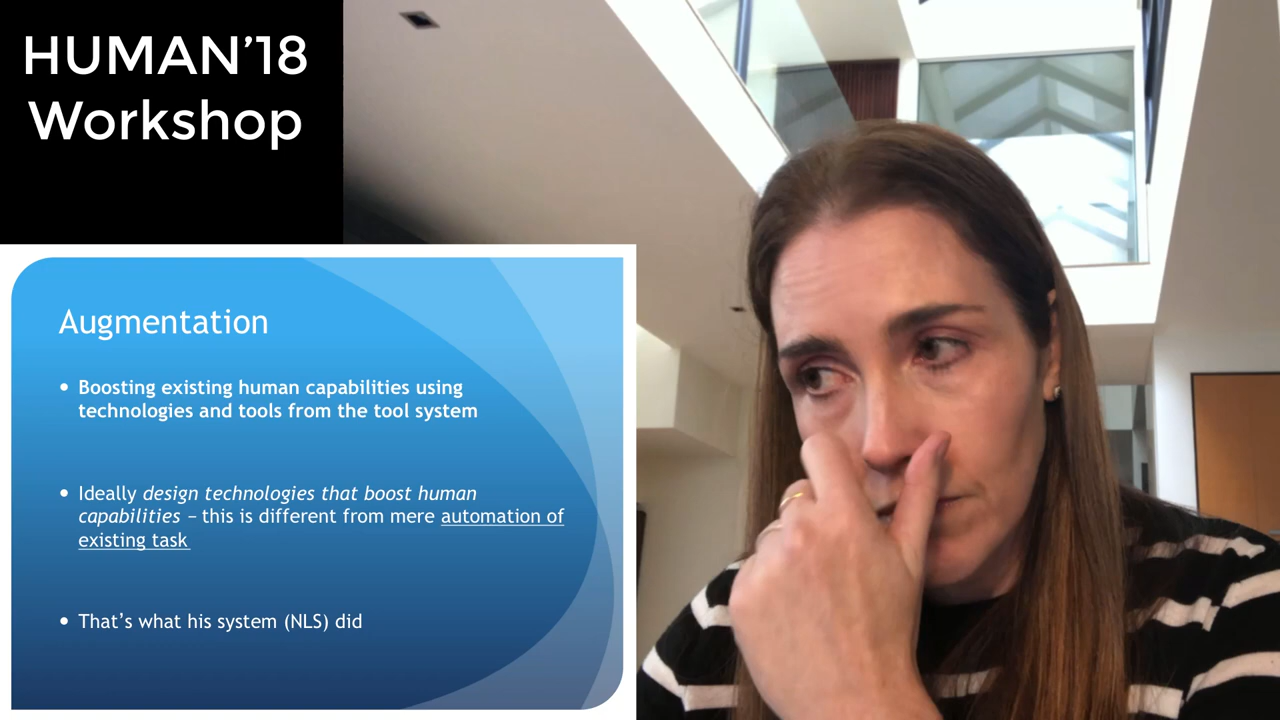 HUMAN’18
Workshop
Augmentation
• Boosting existing human capabilities using
technologies and tools from the tool system
• Ideally design technologies that boost human
capabilities – this is different from mere automation of
existing task
• That’s what his system (NLS) did